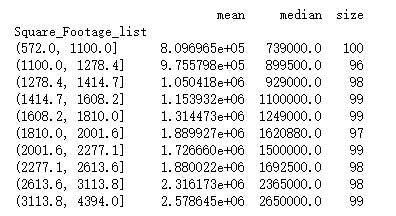 mean median size
Square_Footage_list
(572.0, 1100.0] 8.096965e+05 739000.0 100
(1100.0, 1278.4] 9.755798e+05 899500.0 96
(1278.4, 1414.7] 1.050418e+06 929000.0 98
(1414.7, 1608.2] 1.153932e+06 1100000.0 99
(1608.2, 1810.0] 1.314473e+06 1249000.0 99
(1810.0, 2001.6] 1.889927e+06 1620880.0 97
(2001.6, 2277.1] 1.726660e+06 1500000.0 99
(2277.1, 2613.6] 1.880022e+06 1692500.0 98
(2613.6, 3113.8] 2.316173e+06 2365000.0 98
(3113.8, 4394.0] 2.578645e+06 2650000.0 99